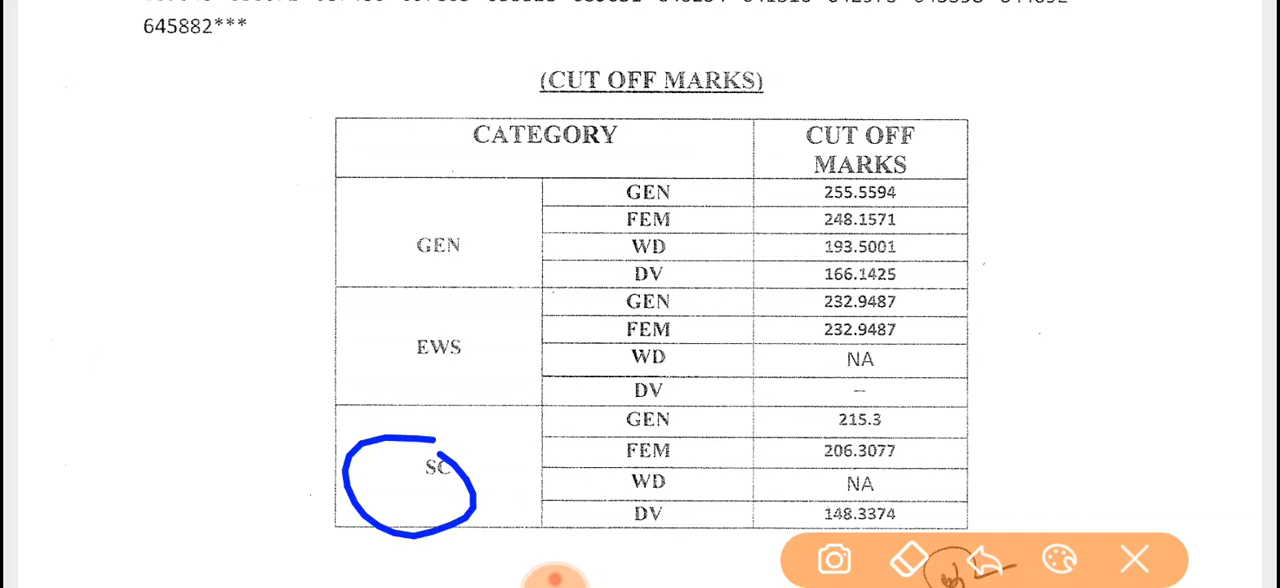 645882***
(CUT OFF MARKS)
CATEGORY CUT OFF MARKS
GEN GEN 255.5594
FEM 248.1571
WD 193.5001
DV 166.1425
EWS GEN 232.9487
FEM 232.9487
WD NA
DV --
SC GEN 215.3
FEM 206.3077
WD NA
DV 148.3374